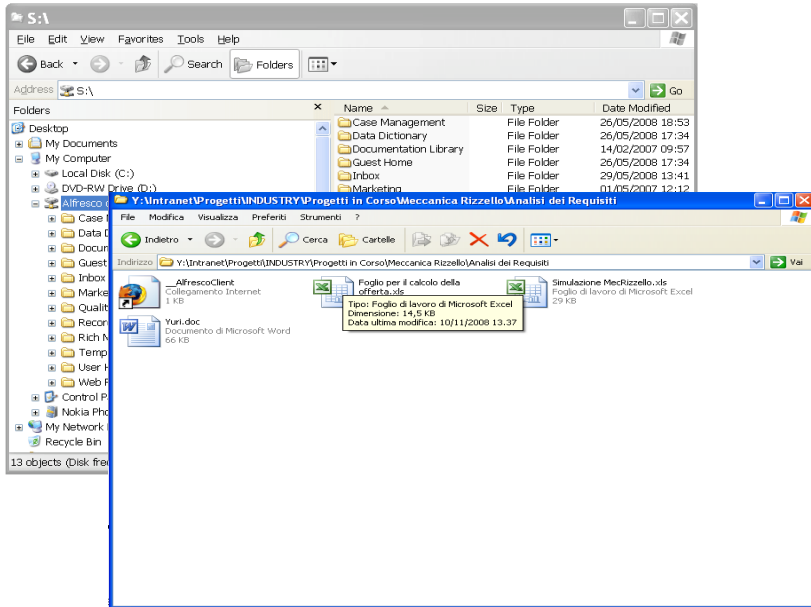 S:\
File Edit View Favorites Tools Help
Back Search Folders
Address S:\ Go
Folders × Name Size Type Date Modified
Desktop
My Documents
My Computer
Local Disk (C:)
DVD-RW Drive (D:)
Alfresco
Case
Data D
Docum
Guest
Inbox
Marke
Qualit
Recor
Rich N
Temp
User H
Web F
Control P
Nokia Pho
My Network
Recycle Bin
13 objects (Disk free
Case Management File Folder 26/05/2008 18:53
Data Dictionary File Folder 26/05/2008 17:34
Documentation Library File Folder 14/02/2007 09:57
Guest Home File Folder 26/05/2008 17:34
Inbox File Folder 29/05/2008 13:41
Marketing File Folder 01/05/2007 12:12
Y:\Intranet\Progetti\INDUSTRY\Progetti in Corso\Meccanica Rizzello\Analisi dei Requisiti
File Modifica Visualizza Preferiti Strumenti ?
Indietro Cerca Cartelle
Indirizzo Y:\Intranet\Progetti\INDUSTRY\Progetti in Corso\Meccanica Rizzello\Analisi dei Requisiti Vai
__AlfrescoClient
Collegamento Internet
1 KB
Foglio per il calcolo della
offerta.xls
Tipo: Foglio di lavoro di Microsoft Excel
Dimensione: 14,5 KB
Data ultima modifica: 10/11/2008 13.37
Simulazione MecRizzello.xls
Foglio di lavoro di Microsoft Excel
29 KB
Yuri.doc
Documento di Microsoft Word
66 KB